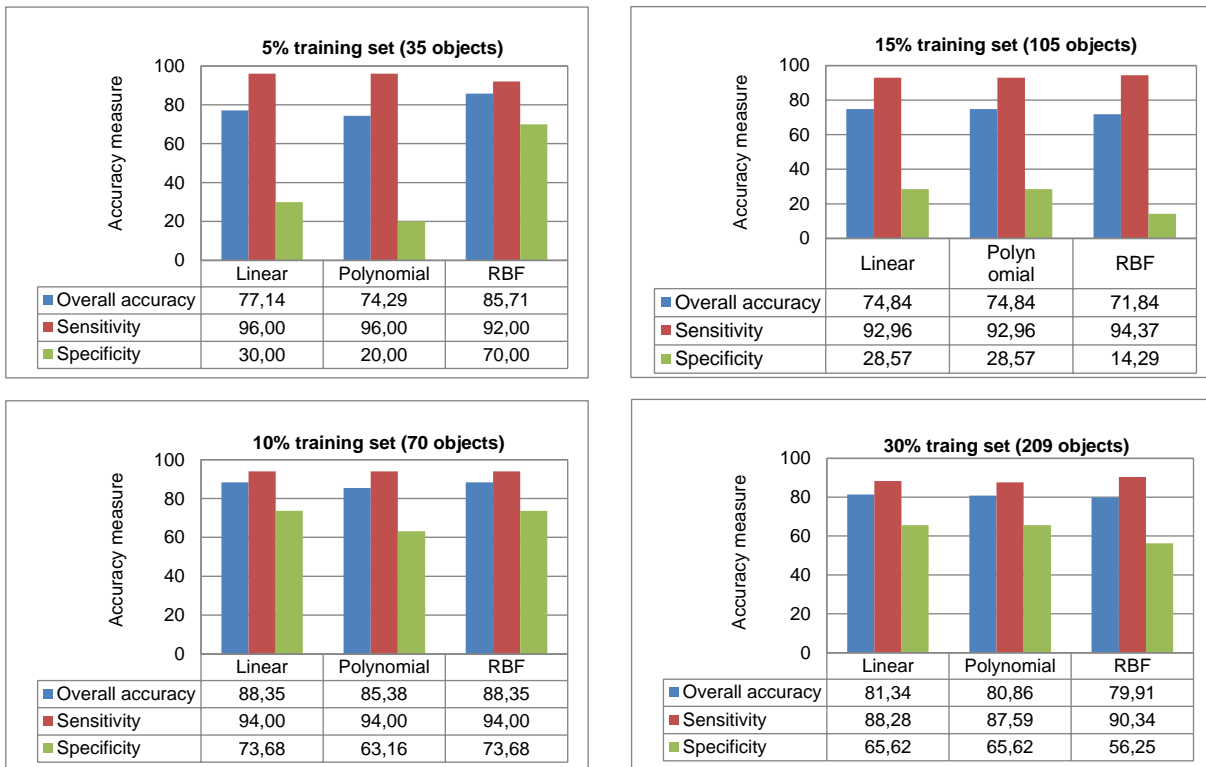 5% training set (35 objects)
Accuracy measure
100
80
60
40
20
0
Linear Polynomial RBF
Overall accuracy 77,14 74,29 85,71
Sensitivity 96,00 96,00 92,00
Specificity 30,00 20,00 70,00
15% training set (105 objects)
Accuracy measure
100
80
60
40
20
0
Linear Polyn
omial RBF
Overall accuracy 74,84 74,84 71,84
Sensitivity 92,96 92,96 94,37
Specificity 28,57 28,57 14,29
10% training set (70 objects)
Accuracy measure
100
80
60
40
20
0
Linear Polynomial RBF
Overall accuracy 88,35 85,38 88,35
Sensitivity 94,00 94,00 94,00
Specificity 73,68 63,16 73,68
30% traing set (209 objects)
Accuracy measure
100
80
60
40
20
0
Linear Polynomial RBF
Overall accuracy 81,34 80,86 79,91
Sensitivity 88,28 87,59 90,34
Specificity 65,62 65,62 56,25